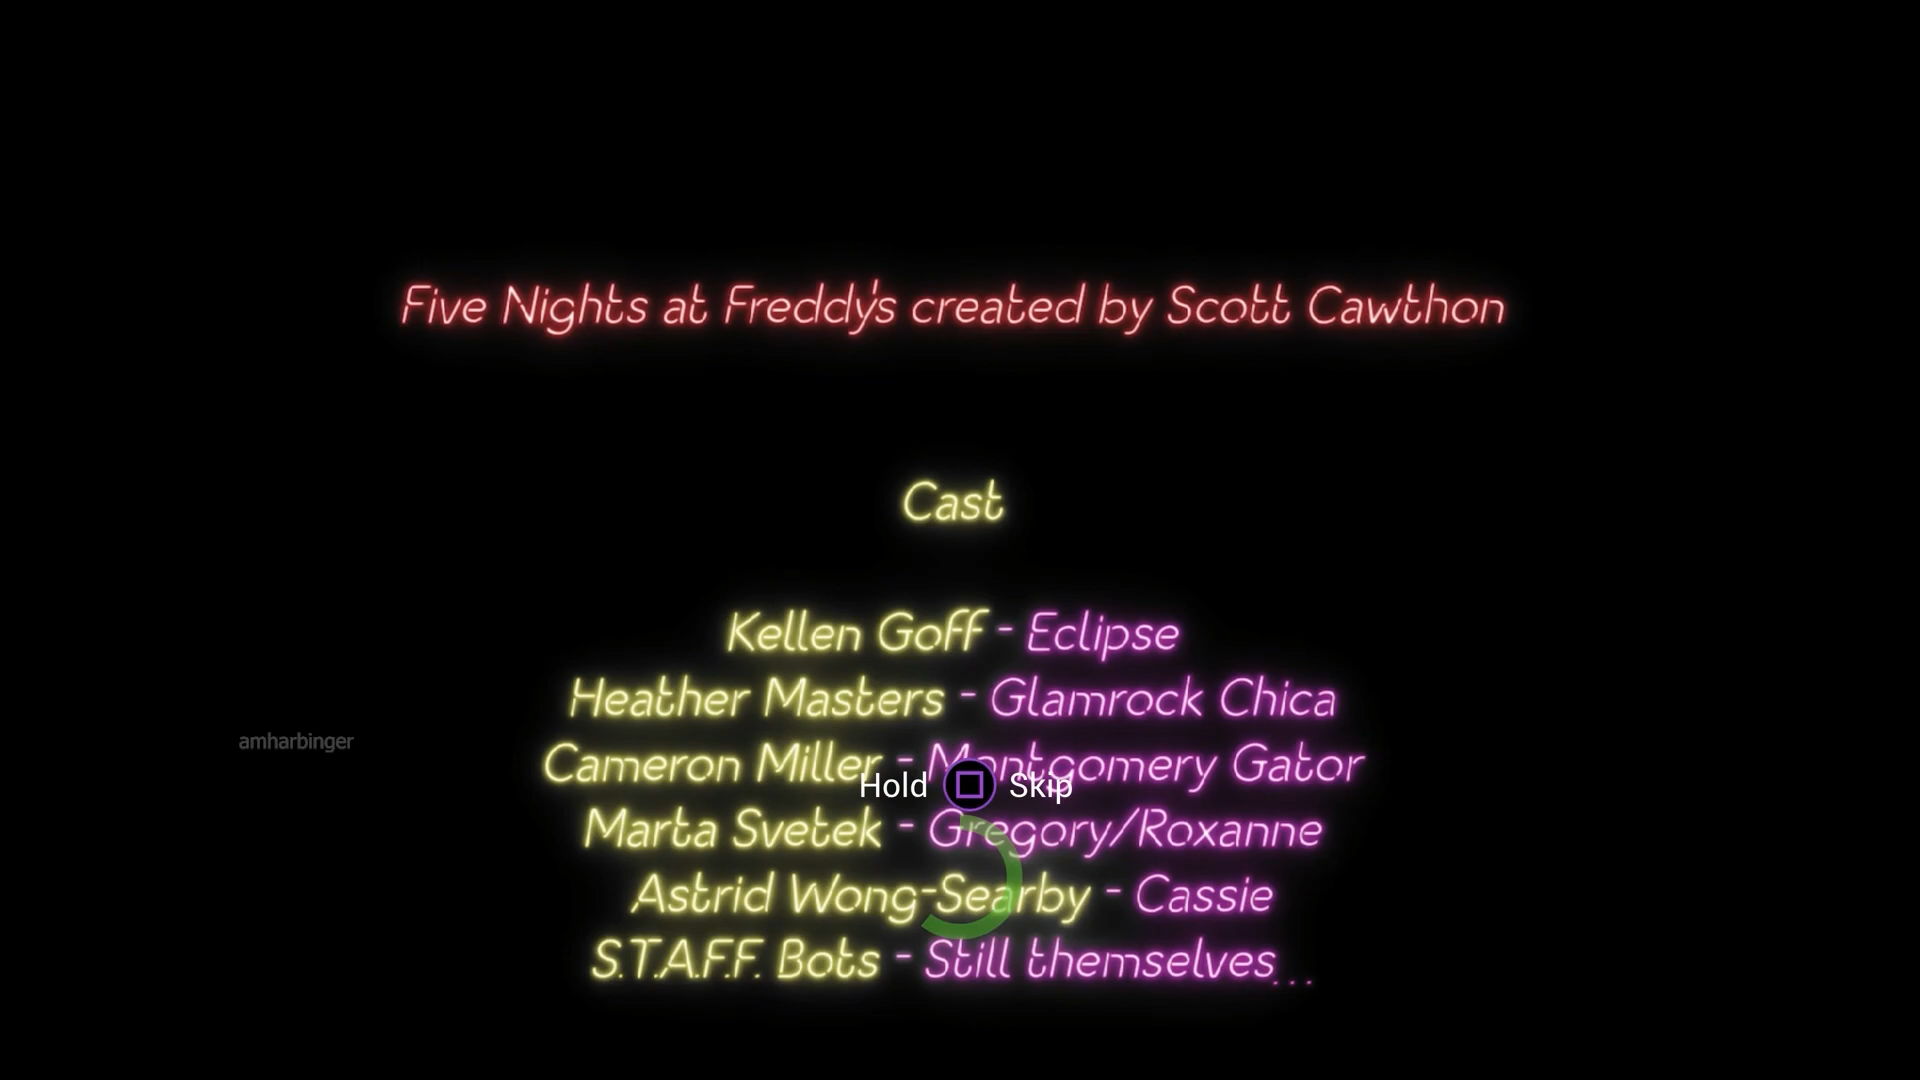 Five Nights at Freddy's created by Scott Cawthon
Cast
Kellen Goff - Eclipse
Heather Masters - Glamrock Chica
amharbinger
Cameron Miller - Montgomery Gator
Hold Skip
Marta Svetek - Gregory/Roxanne
Astrid Wong-Searby - Cassie
S.T.A.F.F. Bots - Still themselves...